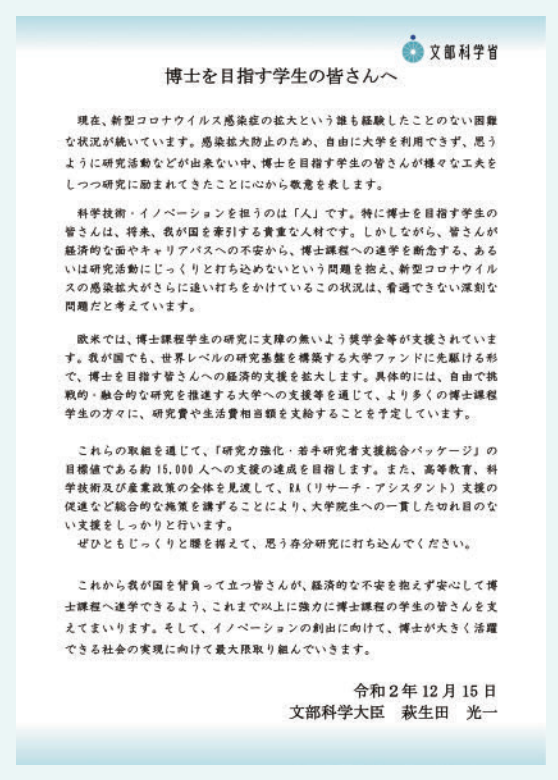 文部科学省
博士を目指す学生の皆さんへ
現在、新型コロナウイルス感染症の拡大という誰も経験したことのない困難
な状況が続いています。感染拡大防止のため、自由に大学を利用できず、思う
ように研究活動などが出来ない中、博士を目指す学生の皆さんが様々な工夫を
しつつ研究に励まれてきたことに心から敬意を表します。
科学技術・イノベーションを担うのは「人」です。特に博士を目指す学生の
皆さんは、将来、我が国を牽引する貴重な人材です。しかしながら、皆さんが
経済的な面やキャリアパスへの不安から、博士課程への進学を断念する、ある
いは研究活動にじっくりと打ち込めないという問題を抱え、新型コロナウイル
スの感染拡大がさらに追い打ちをかけているこの状況は、看過できない深刻な
問題だと考えています。
欧米では、博士課程学生の研究に支障の無いよう奨学金等が支援されていま
す。我が国でも、世界レベルの研究基盤を構築する大学ファンドに先駆ける形
で、博士を目指す皆さんへの経済的支援を拡大します。具体的には、自由で挑
戦的・融合的な研究を推進する大学への支援等を通じて、より多くの博士課程
学生の方々に、研究費や生活費相当額を支給することを予定しています。
これらの取組を通じて、『研究力強化・若手研究者支援総合パッケージ』の
目標値である約 15,000 人への支援の達成を目指します。また、高等教育、科
学技術及び産業政策の全体を見渡して、RA（リサーチ・アシスタント）支援の
促進など総合的な施策を講ずることにより、大学院生への一貫した切れ目のな
い支援をしっかりと行います。
ぜひともじっくりと腰を据えて、思う存分研究に打ち込んでください。
これから我が国を背負って立つ皆さんが、経済的な不安を抱えず安心して博
士課程へ進学できるよう、これまで以上に強力に博士課程の学生の皆さんを支
えてまいります。そして、イノベーションの創出に向けて、博士が大きく活躍
できる社会の実現に向けて最大限取り組んでいきます。
令和２年 12 月 15 日
文部科学大臣　萩生田　光一